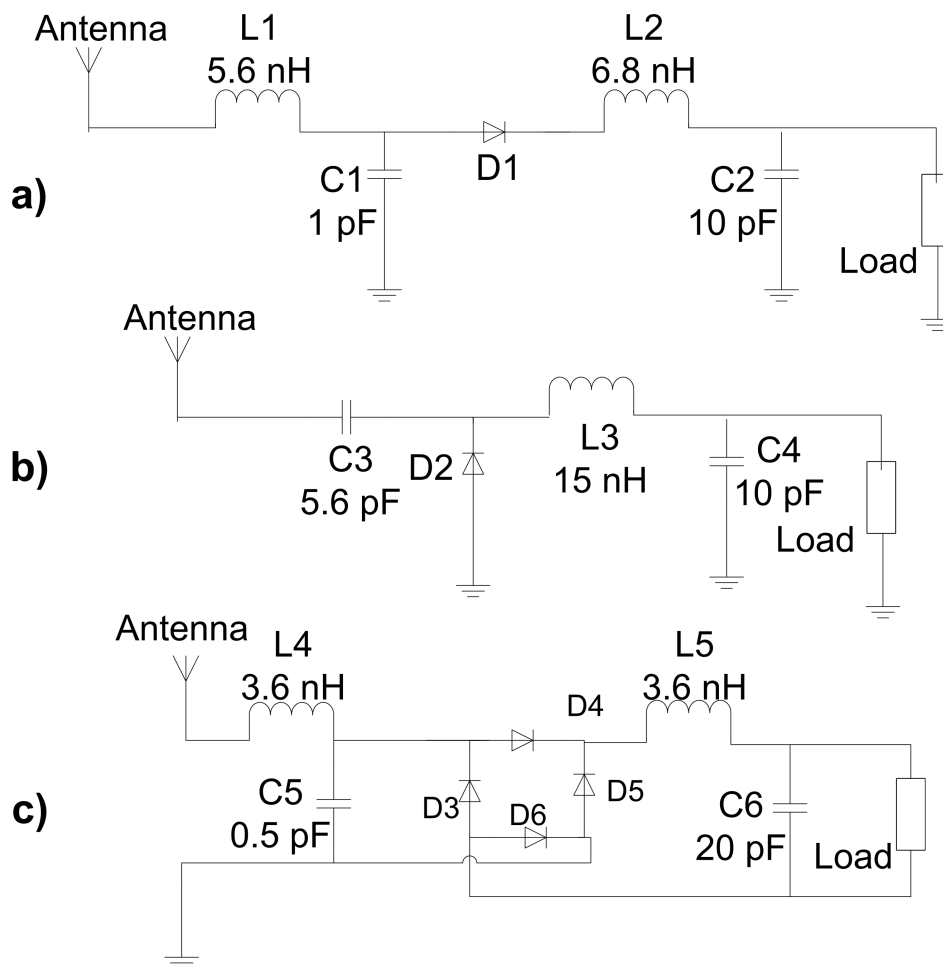 Antenna
L1
5.6 nH
L2
6.8 nH
a)
C1
1 pF
D1
C2
10 pF
Load
Antenna
b)
C3
5.6 pF
D2
L3
15 nH
C4
10 pF
Load
Antenna
L4
3.6 nH
L5
3.6 nH
D4
c)
C5
0.5 pF
D3
D6
D5
C6
20 pF
Load